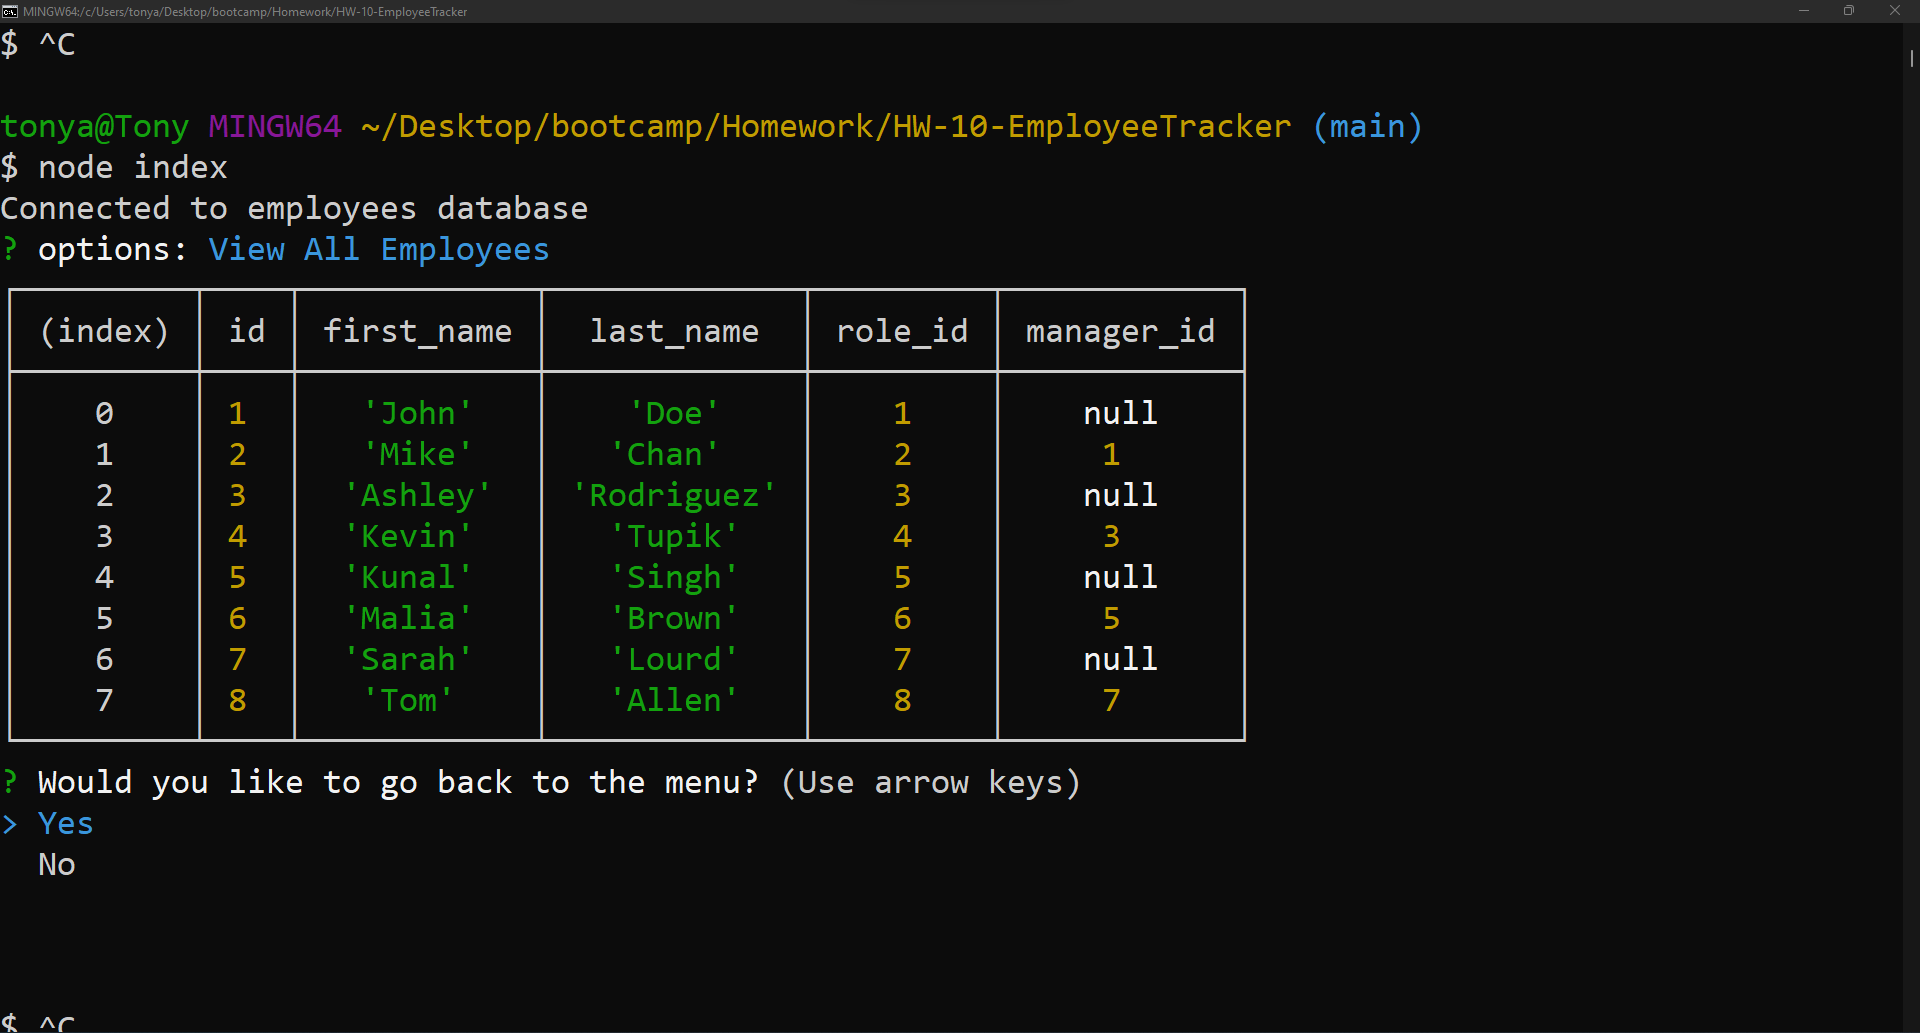 MINGW64:/c/Users/tonya/Desktop/bootcamp/Homework/HW-10-EmployeeTracker
$ ^C
tonya@Tony MINGW64 ~/Desktop/bootcamp/Homework/HW-10-EmployeeTracker (main)
$ node index
Connected to employees database
? options: View All Employees
(index) id first_name last_name role_id manager_id
0 1 'John' 'Doe' 1 null
1 2 'Mike' 'Chan' 2 1
2 3 'Ashley' 'Rodriguez' 3 null
3 4 'Kevin' 'Tupik' 4 3
4 5 'Kunal' 'Singh' 5 null
5 6 'Malia' 'Brown' 6 5
6 7 'Sarah' 'Lourd' 7 null
7 8 'Tom' 'Allen' 8 7
? Would you like to go back to the menu? (Use arrow keys)
> Yes
No
$ ^C